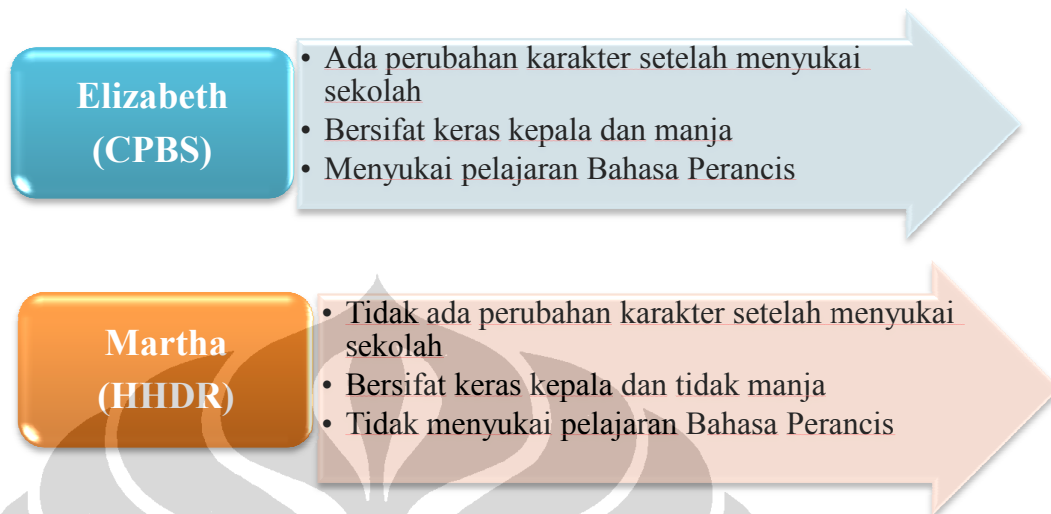 Elizabeth
(CPBS)
• Ada perubahan karakter setelah menyukai
sekolah
• Bersifat keras kepala dan manja
• Menyukai pelajaran Bahasa Perancis
Martha
(HHDR)
• Tidak ada perubahan karakter setelah menyukai
sekolah
• Bersifat keras kepala dan tidak manja
• Tidak menyukai pelajaran Bahasa Perancis